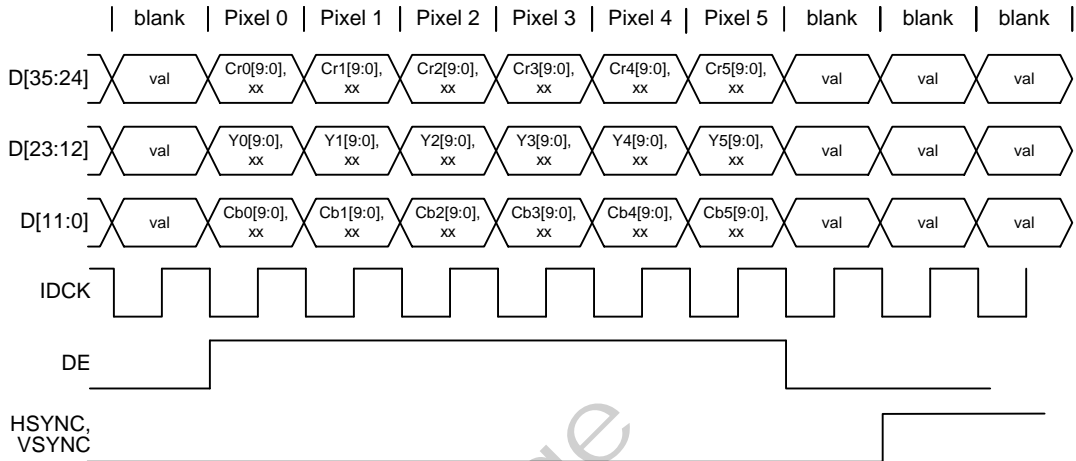 blank Pixel 0 Pixel 1 Pixel 2 Pixel 3 Pixel 4 Pixel 5 blank blank blank
D[35:24] val Cr0[9:0], xx Cr1[9:0], xx Cr2[9:0], xx Cr3[9:0], xx Cr4[9:0], xx Cr5[9:0], xx val val val
D[23:12] val Y0[9:0], xx Y1[9:0], xx Y2[9:0], xx Y3[9:0], xx Y4[9:0], xx Y5[9:0], xx val val val
D[11:0] val Cb0[9:0], xx Cb1[9:0], xx Cb2[9:0], xx Cb3[9:0], xx Cb4[9:0], xx Cb5[9:0], xx val val val
IDCK
DE
HSYNC,
VSYNC